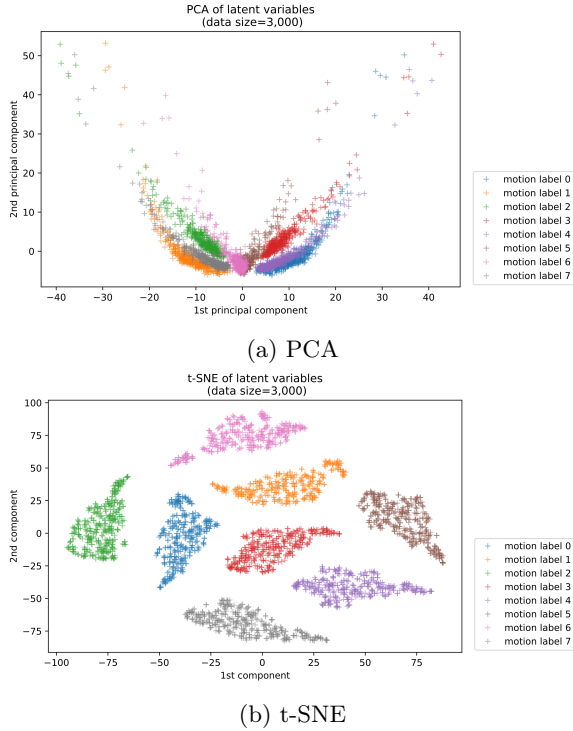 PCA of latent variables
(data size=3,000)
50
40
30
20
10
0
2nd principal component
−40 −30 −20 −10 0 10 20 30 40
1st principal component
motion label 0
motion label 1
motion label 2
motion label 3
motion label 4
motion label 5
motion label 6
motion label 7
(a) PCA
t-SNE of latent variables
(data size=3,000)
100
75
50
25
0
−25
−50
−75
2nd component
−100 −75 −50 −25 0 25 50 75
1st component
motion label 0
motion label 1
motion label 2
motion label 3
motion label 4
motion label 5
motion label 6
motion label 7
(b) t-SNE